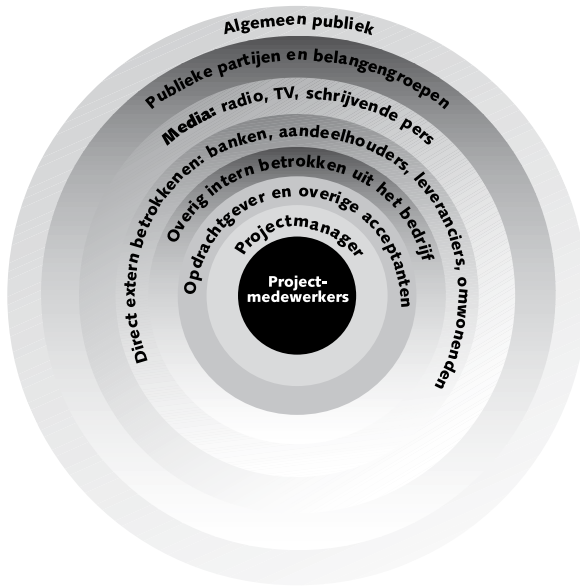 Algemeen publiek
Publieke partijen en belangengroepen
Media: radio, TV, schrijvende pers
Direct extern betrokkenen: banken, aandeelhouders, leveranciers, omwonenden
Overig intern betrokken uit het bedrijf
Opdrachtgever en overige acceptanten
Projectmanager
Project-
medewerkers